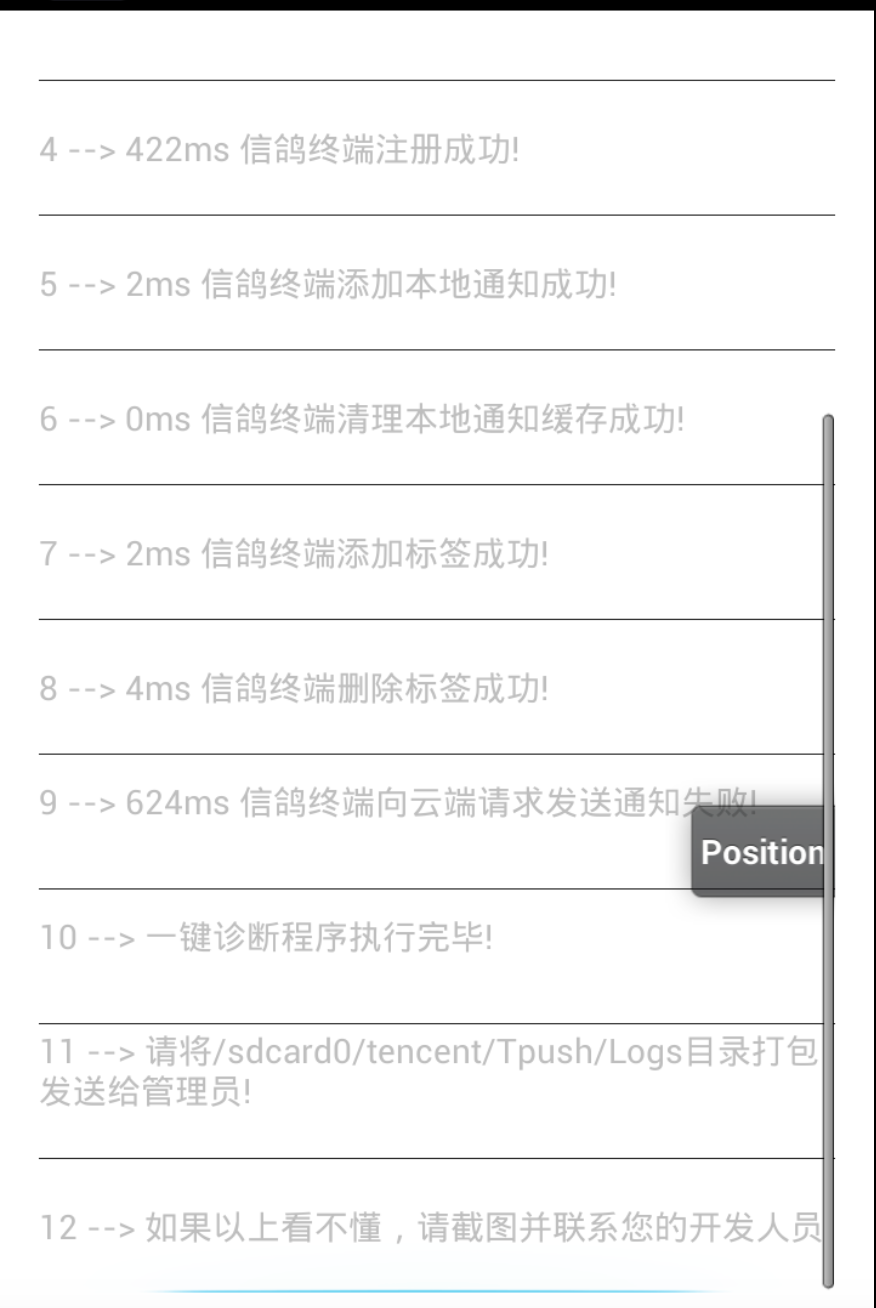 4 --> 422ms 信鸽终端注册成功!
5 --> 2ms 信鸽终端添加本地通知成功!
6 --> 0ms 信鸽终端清理本地通知缓存成功!
7 --> 2ms 信鸽终端添加标签成功!
8 --> 4ms 信鸽终端删除标签成功!
9 --> 624ms 信鸽终端向云端请求发送通知失败!
Position
10 --> 一键诊断程序执行完毕!
11 --> 请将/sdcard0/tencent/Tpush/Logs目录打包
发送给管理员!
12 --> 如果以上看不懂，请截图并联系您的开发人员